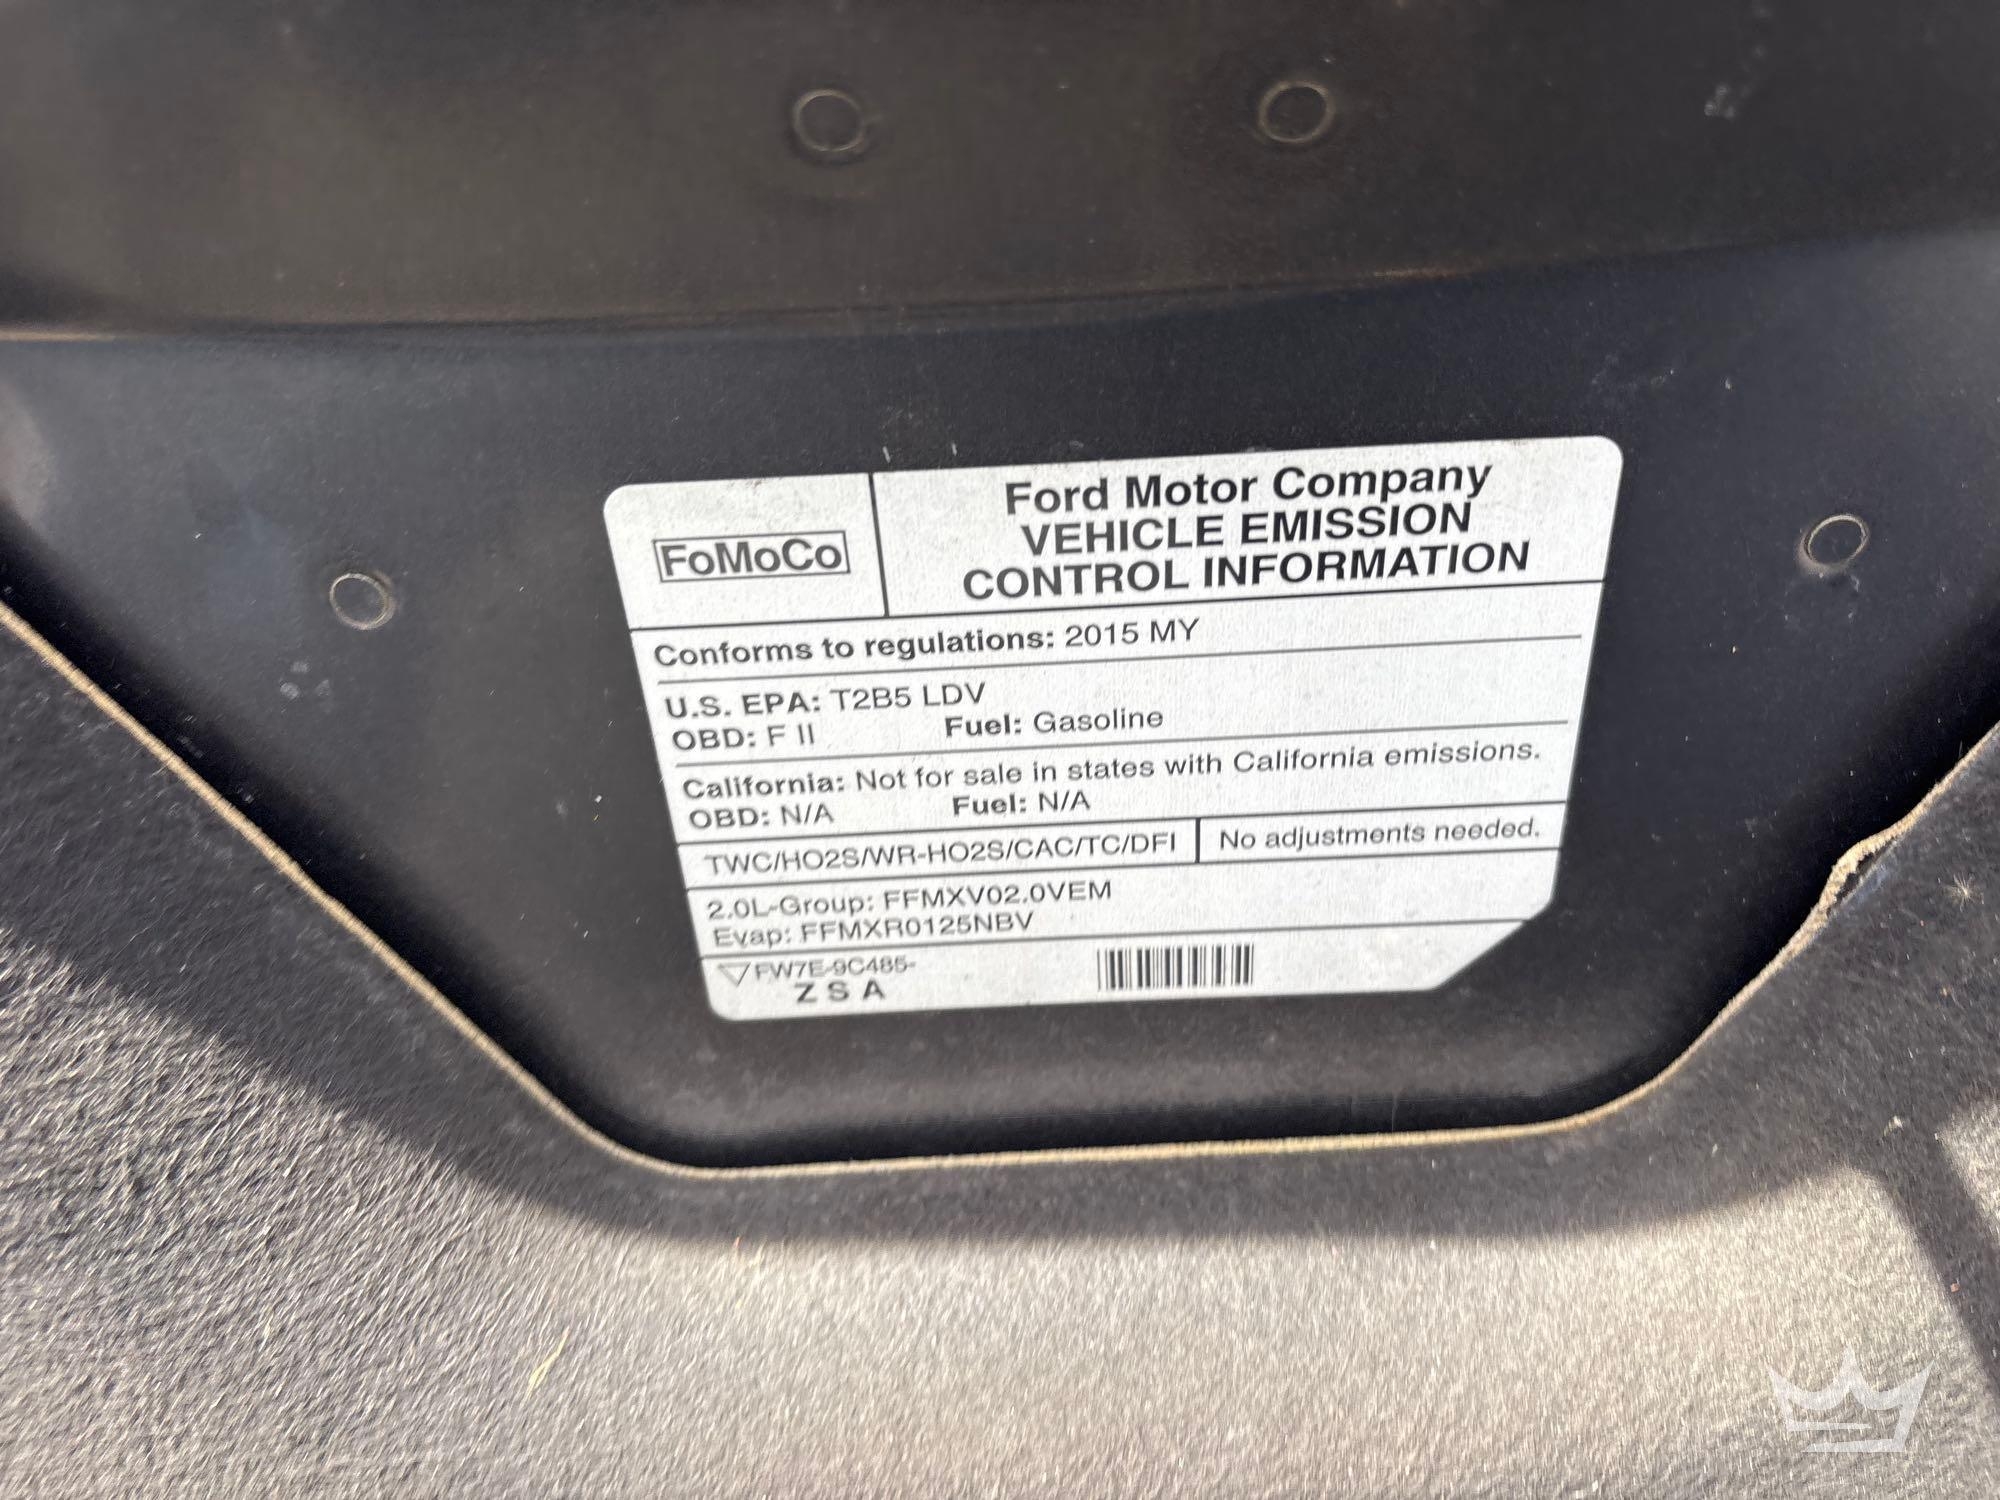 FoMoCo
Ford Motor Company
VEHICLE EMISSION
CONTROL INFORMATION
Conforms to regulations: 2015 MY
U.S. EPA: T2B5 LDV
OBD: F II Fuel: Gasoline
California: Not for sale in states with California emissions.
OBD: N/A Fuel: N/A
TWC/HO2S/WR-HO2S/CAC/TC/DFI No adjustments needed.
2.0L-Group: FFMXV02.0VEM
Evap: FFMXR0125NBV
FW7E-9C485-
Z S A